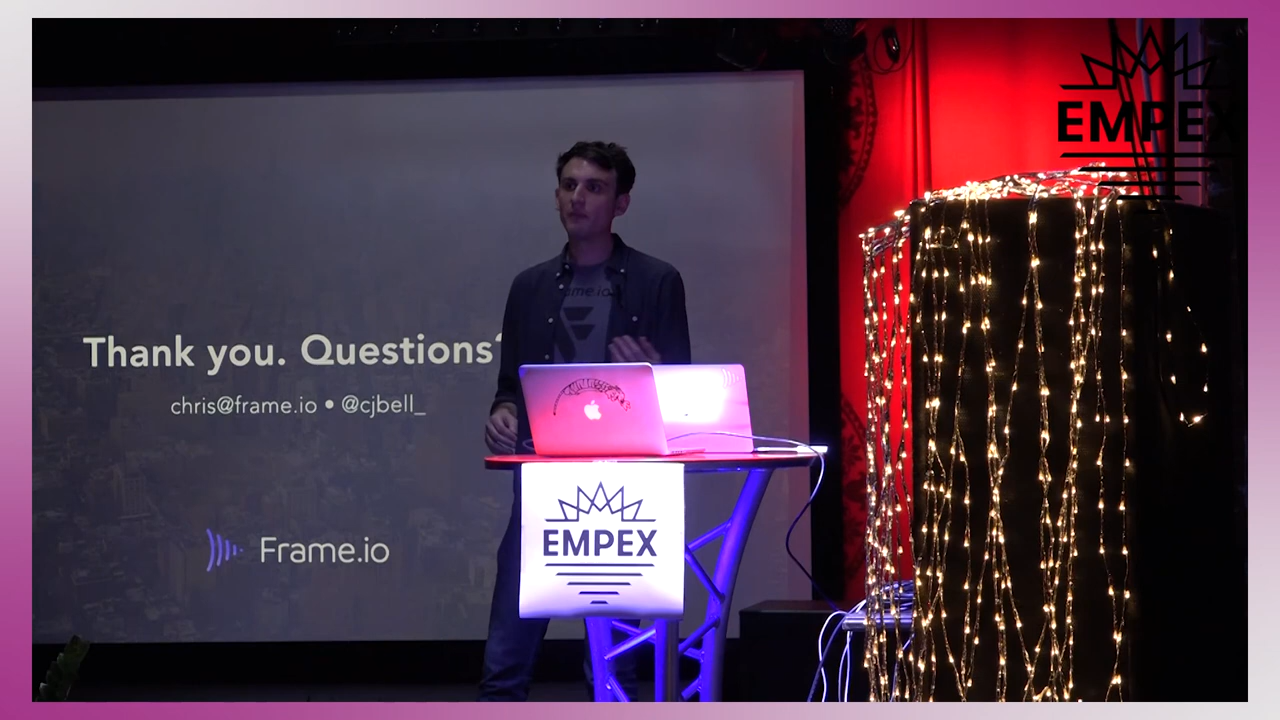 EMPEX
Thank you. Questions?
chris@frame.io • @cjbell_
Frame.io
EMPEX